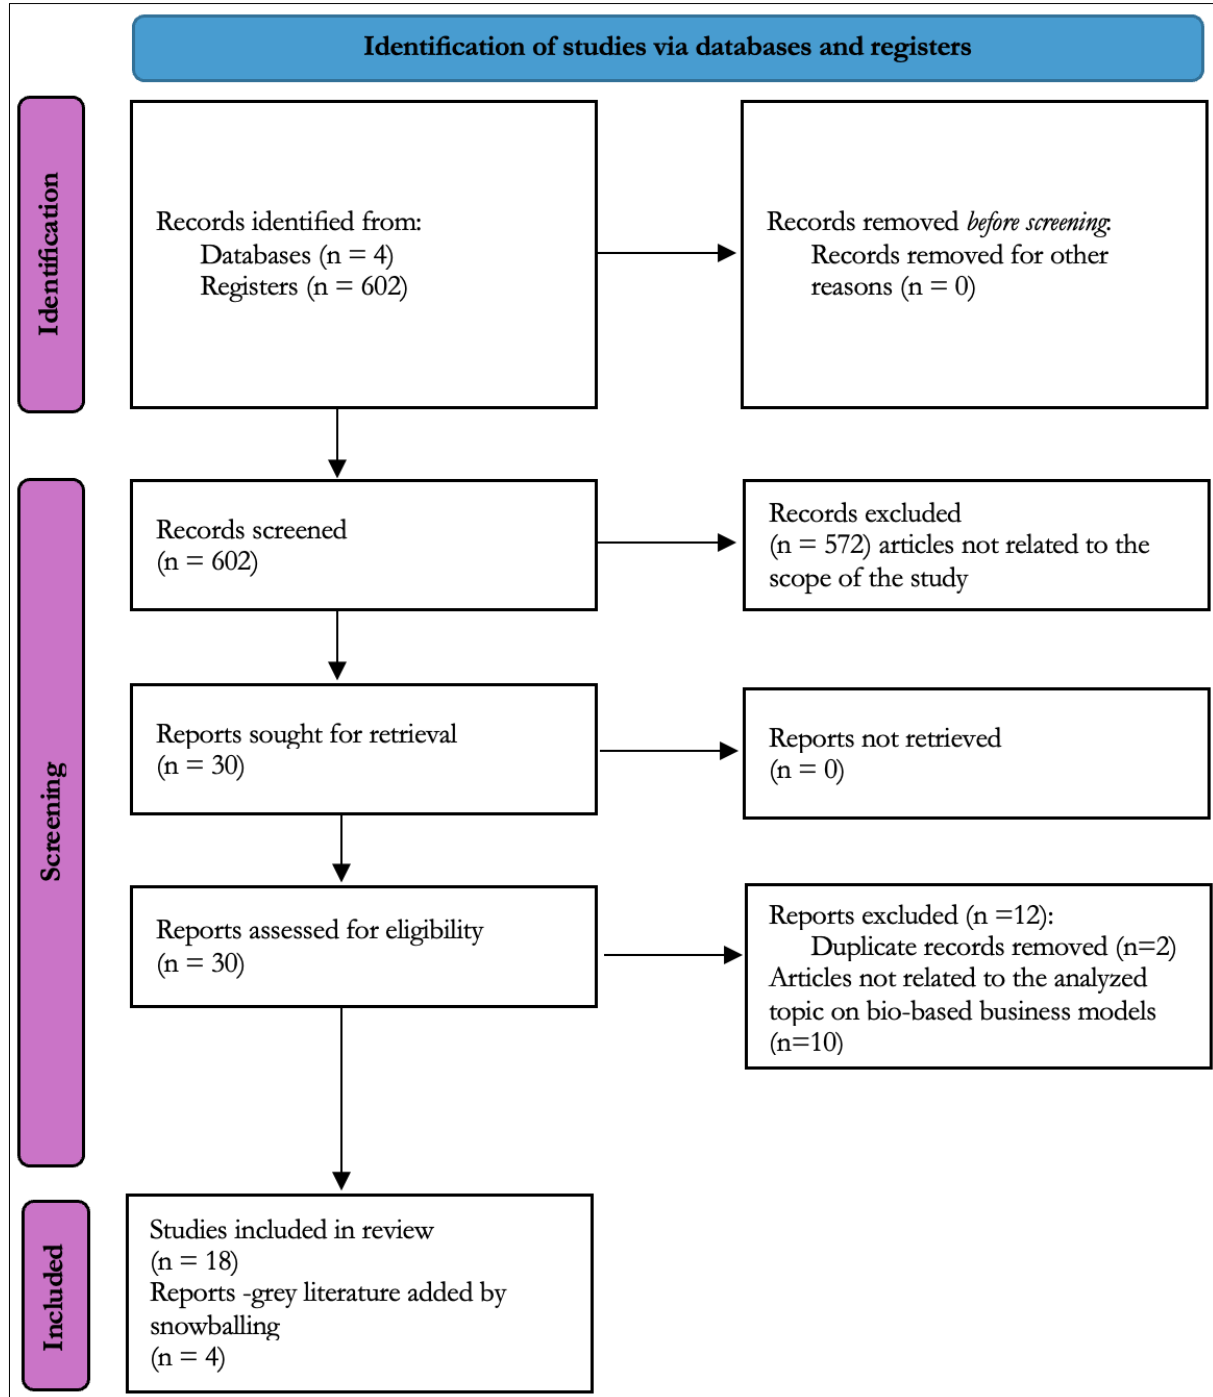 Identification of studies via databases and registers
Identification
Records identified from:
Databases (n = 4)
Registers (n = 602)
Records removed before screening:
Records removed for other
reasons (n = 0)
Screening
Records screened
(n = 602)
Records excluded
(n = 572) articles not related to the
scope of the study
Reports sought for retrieval
(n = 30)
Reports not retrieved
(n = 0)
Reports assessed for eligibility
(n = 30)
Reports excluded (n =12):
Duplicate records removed (n=2)
Articles not related to the analyzed
topic on bio-based business models
(n=10)
Included
Studies included in review
(n = 18)
Reports -grey literature added by
snowballing
(n = 4)